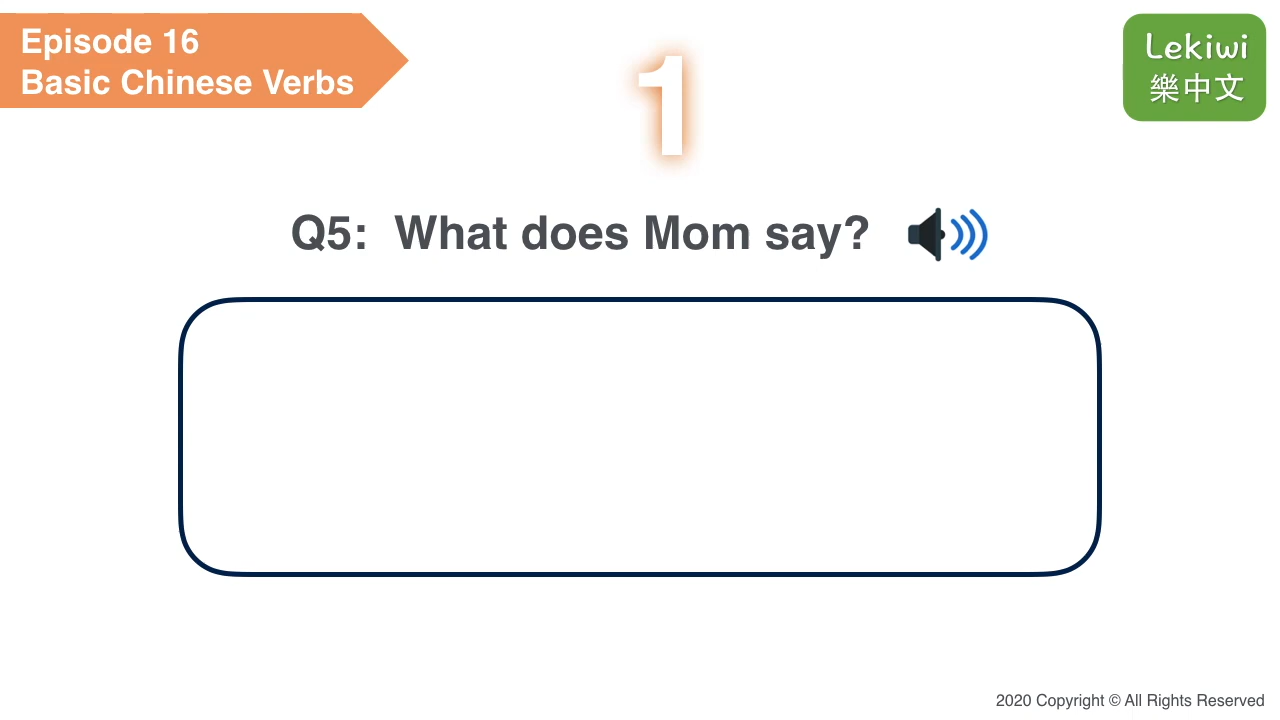 Episode 16
Basic Chinese Verbs
1
Lekiwi
樂中文
Q5: What does Mom say?
2020 Copyright © All Rights Reserved